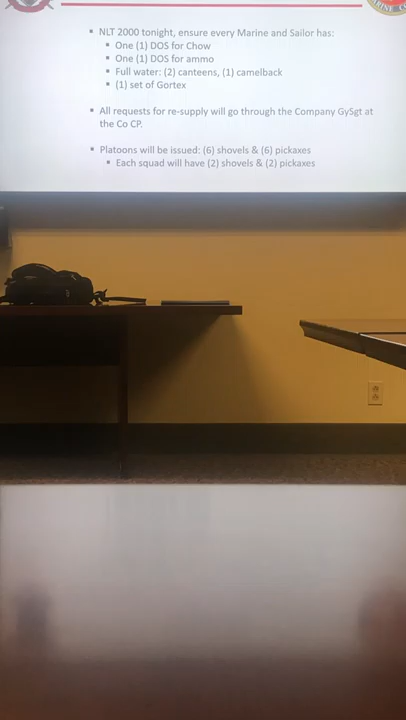 NLT 2000 tonight, ensure every Marine and Sailor has:
One (1) DOS for Chow
One (1) DOS for ammo
Full water: (2) canteens, (1) camelback
(1) set of Gortex
All requests for re-supply will go through the Company GySgt at
the Co CP.
Platoons will be issued: (6) shovels & (6) pickaxes
Each squad will have (2) shovels & (2) pickaxes